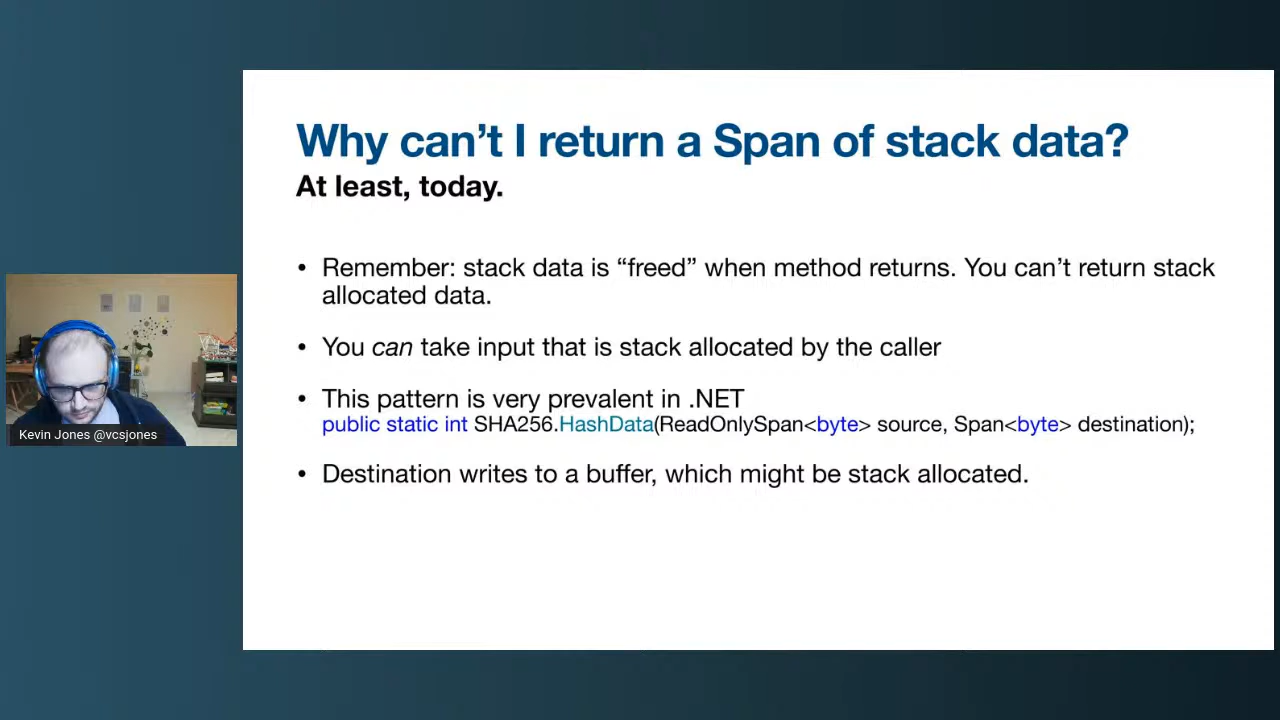 Why can’t I return a Span of stack data?
At least, today.
• Remember: stack data is “freed” when method returns. You can’t return stack
allocated data.
• You can take input that is stack allocated by the caller
• This pattern is very prevalent in .NET
public static int SHA256.HashData(ReadOnlySpan<byte> source, Span<byte> destination);
• Destination writes to a buffer, which might be stack allocated.
Kevin Jones @vcsjones